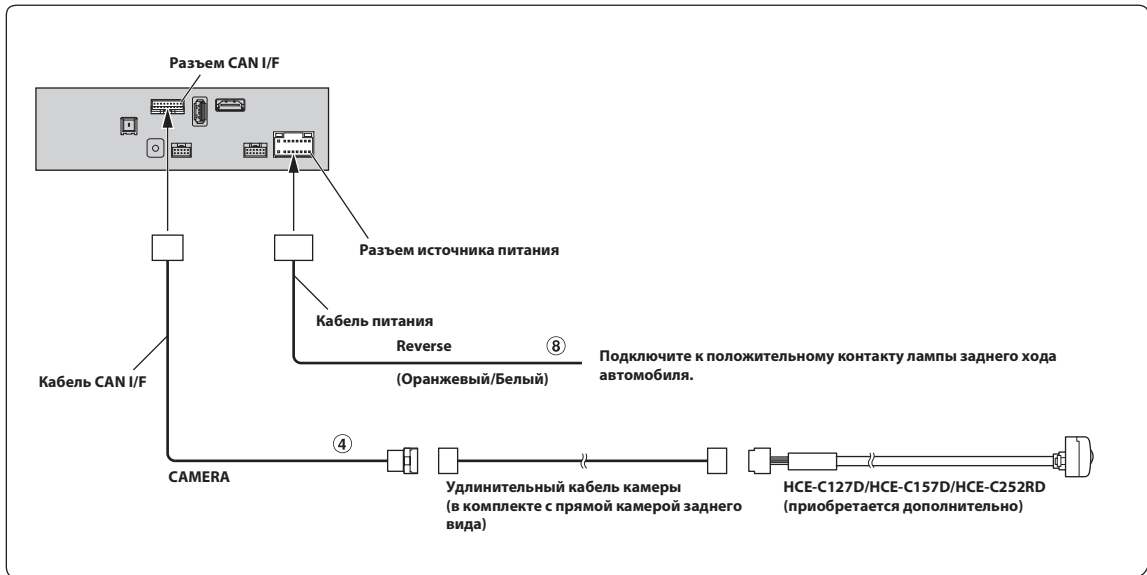 Разъем CAN I/F
Разъем источника питания
Кабель питания
Reverse
⑧
Подключите к положительному контакту лампы заднего хода
автомобиля.
(Оранжевый/Белый)
Кабель CAN I/F
④
CAMERA
Удлинительный кабель камеры
(в комплекте с прямой камерой заднего
вида)
HCE-C127D/HCE-C157D/HCE-C252RD
(приобретается дополнительно)